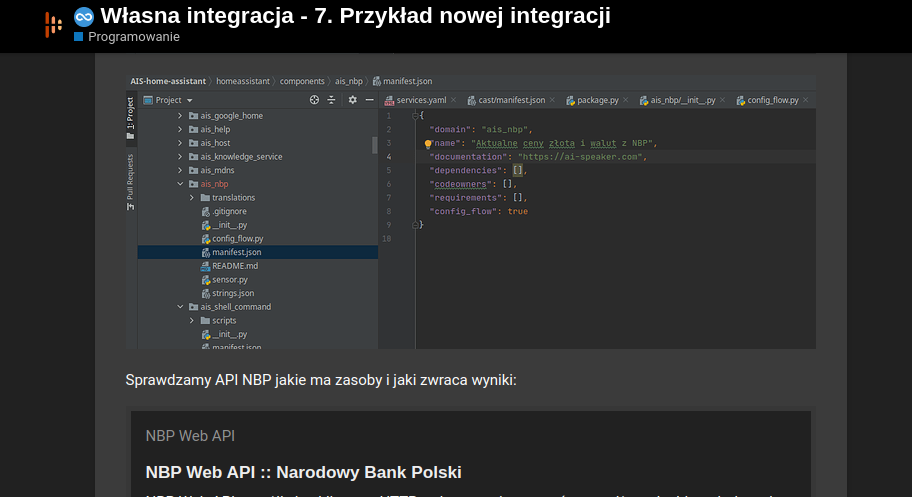 Własna integracja - 7. Przykład nowej integracji
Programowanie
AIS-home-assistant homeassistant components ais_nbp manifest.json
1: Project
Project
services.yaml cast/manifest.json package.py ais_nbp/__init__.py config_flow.py
ais_google_home
ais_help
ais_host
ais_knowledge_service
ais_mdns
ais_nbp
translations
.gitignore
__init__.py
config_flow.py
manifest.json
README.md
sensor.py
strings.json
ais_shell_command
scripts
__init__.py
manifest.json
Pull Requests
1 {
2 "domain": "ais_nbp",
3 "name": "Aktualne ceny złota i walut z NBP",
4 "documentation": "https://ai-speaker.com",
5 "dependencies": [],
6 "codeowners": [],
7 "requirements": [],
8 "config_flow": true
9 }
10
Sprawdzamy API NBP jakie ma zasoby i jaki zwraca wyniki:
NBP Web API
NBP Web API :: Narodowy Bank Polski